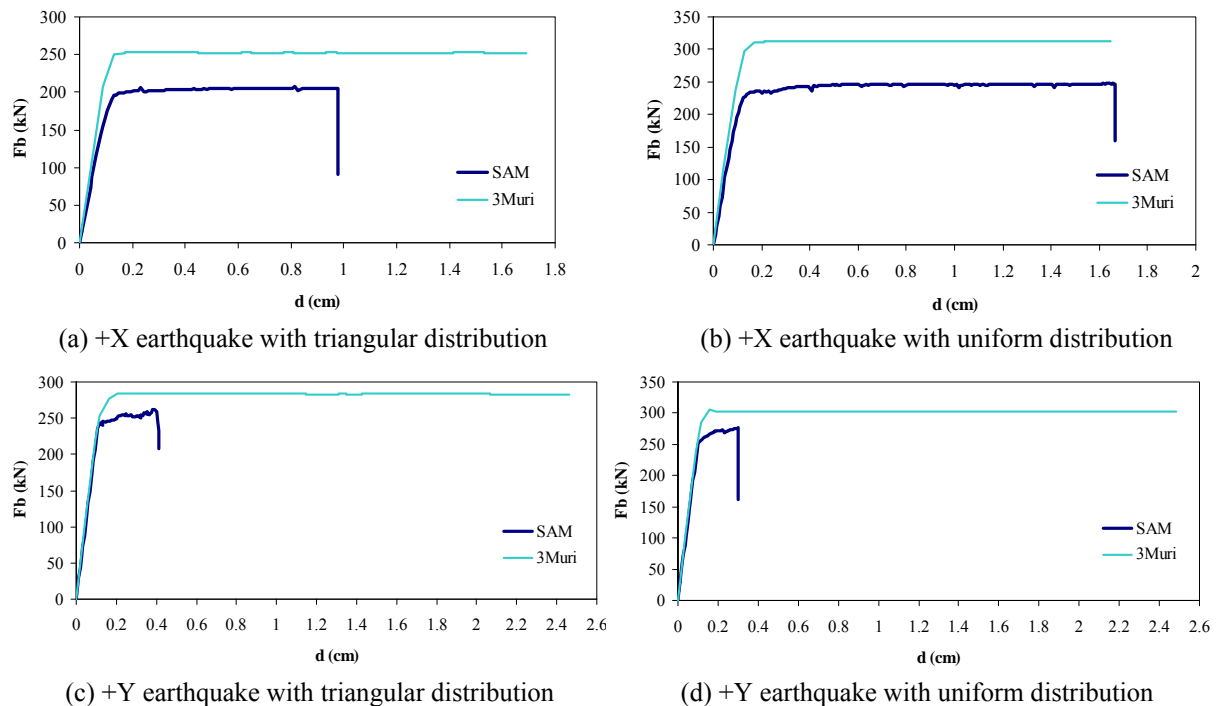 300
250
200
150
100
50
0
Fb (kN)
SAM
3Muri
0 0.2 0.4 0.6 0.8 1 1.2 1.4 1.6 1.8
d (cm)
(a) +X earthquake with triangular distribution
350
300
250
200
150
100
50
0
Fb (kN)
SAM
3Muri
0 0.2 0.4 0.6 0.8 1 1.2 1.4 1.6 1.8 2
d (cm)
(b) +X earthquake with uniform distribution
300
250
200
150
100
50
0
Fb (kN)
SAM
3Muri
0 0.2 0.4 0.6 0.8 1 1.2 1.4 1.6 1.8 2 2.2 2.4 2.6
d (cm)
(c) +Y earthquake with triangular distribution
350
300
250
200
150
100
50
0
Fb (kN)
SAM
3Muri
0 0.2 0.4 0.6 0.8 1 1.2 1.4 1.6 1.8 2 2.2 2.4 2.6
d (cm)
(d) +Y earthquake with uniform distribution